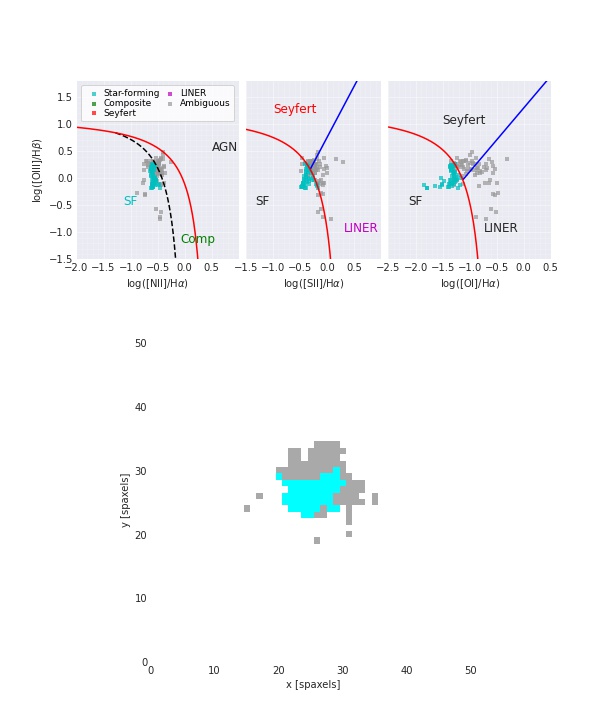 Star-forming
Composite
Seyfert
LINER
Ambiguous
1.5
1.0
0.5
0.0
−0.5
−1.0
−1.5
log([OIII]/Hβ)
AGN
SF
Comp
−2.0 −1.5 −1.0 −0.5 0.0 0.5
log([NII]/Hα)
Seyfert
SF
LINER
−1.0 −0.5 0.0 0.5
log([SII]/Hα)
Seyfert
SF
LINER
−2.5 −2.0 −1.5 −1.0 −0.5 0.0 0.5
log([OI]/Hα)
50
40
30
20
10
0
y [spaxels]
0 10 20 30 40 50
x [spaxels]